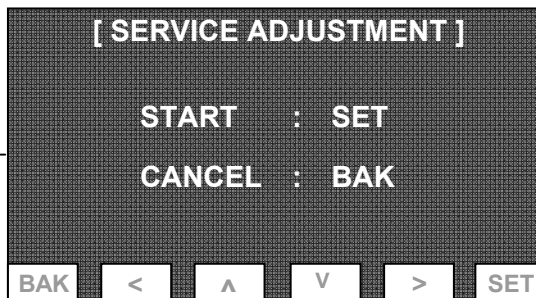 [ SERVICE ADJUSTMENT ]
START : SET
CANCEL : BAK
BAK < ʌ V > SET